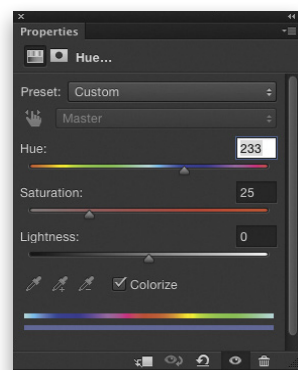 Properties
Hue...
Preset: Custom
Master
Hue: 233
Saturation: 25
Lightness: 0
Colorize